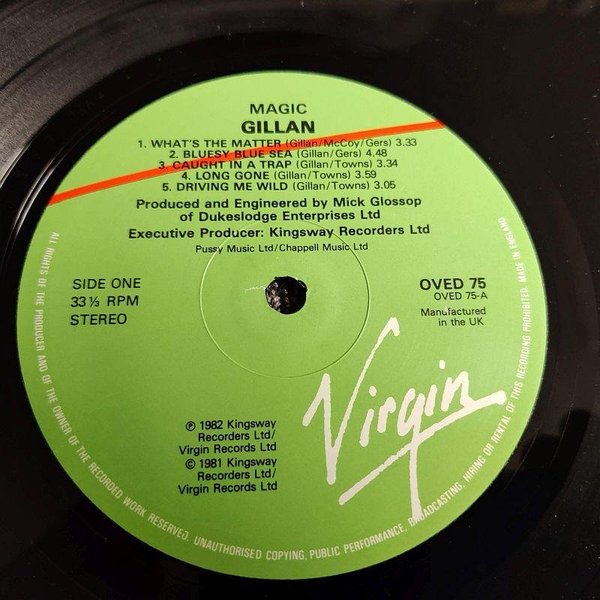 MAGIC
GILLAN
1. WHAT'S THE MATTER (Gillan/McCoy/Gers) 3.33
2. BLUESY BLUE SEA (Gillan/Gers) 4.48
3. CAUGHT IN A TRAP (Gillan/Towns) 3.34
4. LONG GONE (Gillan/Towns) 3.59
5. DRIVING ME WILD (Gillan/Towns) 3.05
Produced and Engineered by Mick Glossop
of Dukeslodge Enterprises Ltd
Executive Producer: Kingsway Recorders Ltd
Pussy Music Ltd/Chappell Music Ltd
SIDE ONE
33⅓ RPM
STEREO
OVED 75
OVED 75-A
Manufactured
in the UK
Virgin
℗ 1982 Kingsway
Recorders Ltd/
Virgin Records Ltd
© 1981 Kingsway
Recorders Ltd/
Virgin Records Ltd
ALL RIGHTS OF THE PRODUCER AND OF THE OWNER OF THE RECORDED WORK RESERVED. UNAUTHORISED COPYING, PUBLIC PERFORMANCE, BROADCASTING, HIRING OR RENTAL OF THIS RECORDING PROHIBITED. MADE IN ENGLAND